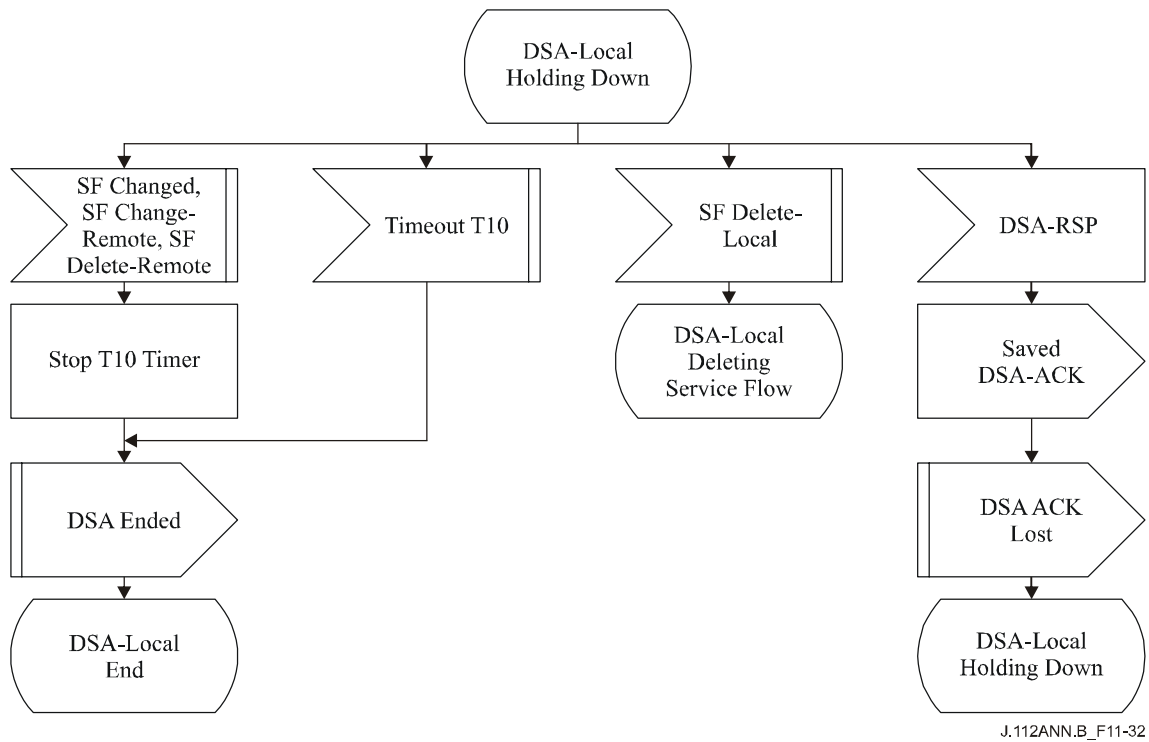 DSA-Local
Holding Down
SF Changed,
SF Change-
Remote, SF
Delete-Remote
Timeout T10
SF Delete-
Local
DSA-RSP
Stop T10 Timer
DSA-Local
Deleting
Service Flow
Saved
DSA-ACK
DSA Ended
DSA ACK
Lost
DSA-Local
End
DSA-Local
Holding Down
J.112ANN.B_F11-32